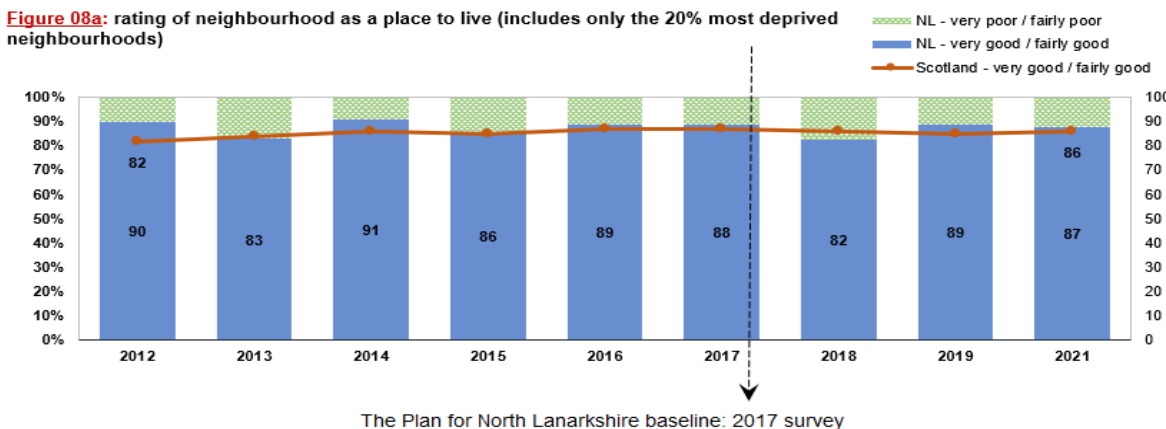 Figure 08a: rating of neighbourhood as a place to live (includes only the 20% most deprived
neighbourhoods)
NL - very poor / fairly poor
NL - very good / fairly good
Scotland - very good / fairly good
100%
90%
80%
70%
60%
50%
40%
30%
20%
10%
0%
82 86
90 83 91 86 89 88 82 89 87
100
90
80
70
60
50
40
30
20
10
0
2012 2013 2014 2015 2016 2017 2018 2019 2021
The Plan for North Lanarkshire baseline: 2017 survey